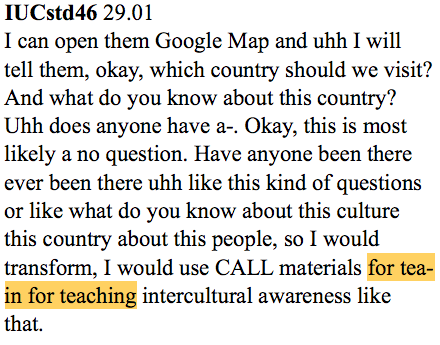 IUCstd46 29.01
I can open them Google Map and uhh I will
tell them, okay, which country should we visit?
And what do you know about this country?
Uhh does anyone have a-. Okay, this is most
likely a no question. Have anyone been there
ever been there uhh like this kind of questions
or like what do you know about this culture
this country about this people, so I would
transform, I would use CALL materials for tea-
in for teaching intercultural awareness like
that.